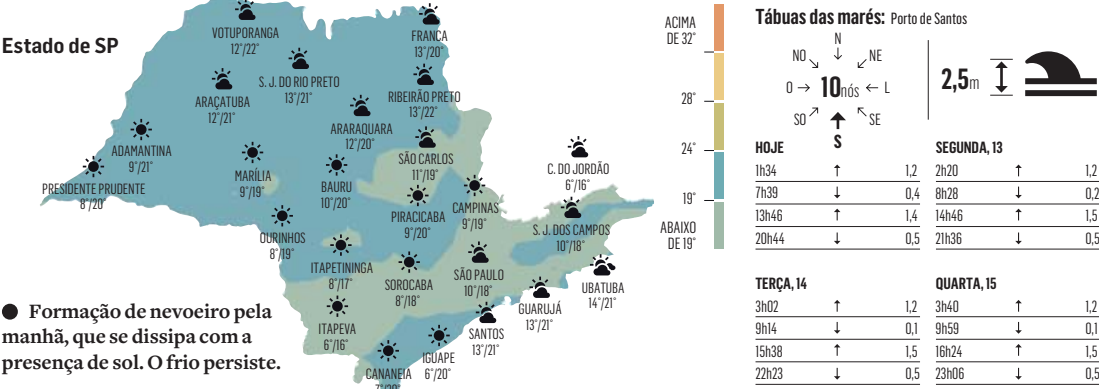 Estado de SP
VOTUPORANGA
12°/22°
FRANCA
13°/20°
S. J. DO RIO PRETO
13°/21°
ARAÇATUBA
12°/21°
RIBEIRÃO PRETO
13°/22°
ARARAQUARA
12°/20°
ADAMANTINA
9°/21°
SÃO CARLOS
11°/19°
C. DO JORDÃO
6°/16°
PRESIDENTE PRUDENTE
8°/20°
MARÍLIA
9°/19°
BAURU
10°/20°
PIRACICABA
9°/20°
CAMPINAS
9°/19°
OURINHOS
8°/19°
S. J. DOS CAMPOS
10°/18°
ITAPETININGA
8°/17°
SOROCABA
8°/18°
SÃO PAULO
10°/18°
UBATUBA
14°/21°
GUARUJÁ
13°/21°
ITAPEVA
6°/16°
SANTOS
13°/21°
IGUAPE
6°/20°
CANANEIA
● Formação de nevoeiro pela
manhã, que se dissipa com a
presença de sol. O frio persiste.
ACIMA
DE 32°
28°
24°
19°
ABAIXO
DE 19°
Tábuas das marés: Porto de Santos
N
NO ↘ ↓ ↙ NE
O → 10nós ← L
SO ↗ ↑ ↖ SE
S
2,5m
HOJE
1h34 ↑ 1,2
7h39 ↓ 0,4
13h46 ↑ 1,4
20h44 ↓ 0,5
SEGUNDA, 13
2h20 ↑ 1,2
8h28 ↓ 0,2
14h46 ↑ 1,5
21h36 ↓ 0,5
TERÇA, 14
3h02 ↑ 1,2
9h14 ↓ 0,1
15h38 ↑ 1,5
22h23 ↓ 0,5
QUARTA, 15
3h40 ↑ 1,2
9h59 ↓ 0,1
16h24 ↑ 1,5
23h06 ↓ 0,5